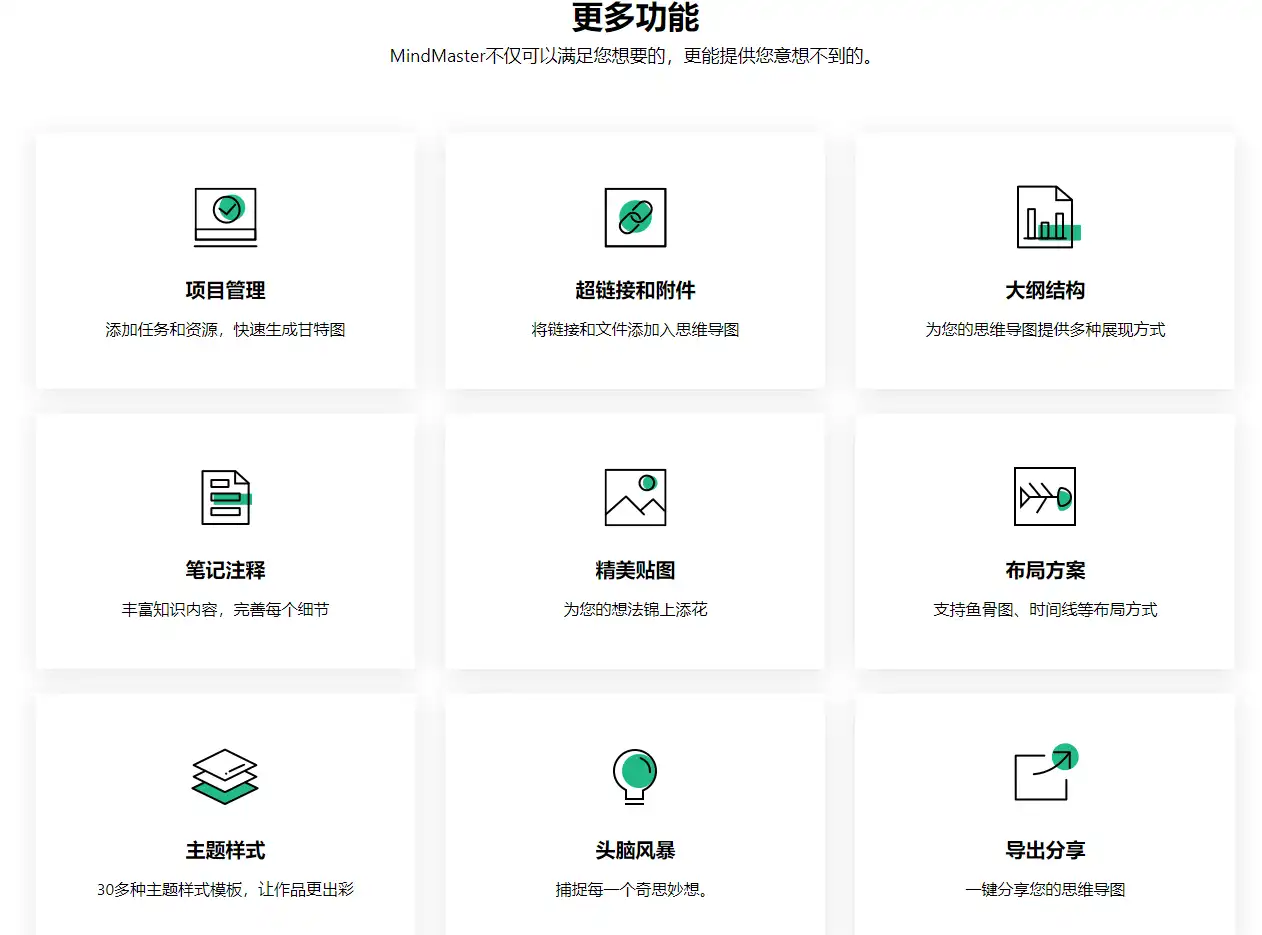 更多功能
MindMaster不仅可以满足您想要的，更能提供您意想不到的。
项目管理
添加任务和资源，快速生成甘特图
超链接和附件
将链接和文件添加入思维导图
大纲结构
为您的思维导图提供多种展现方式
笔记注释
丰富知识内容，完善每个细节
精美贴图
为您的想法锦上添花
布局方案
支持鱼骨图、时间线等布局方式
主题样式
30多种主题样式模板，让作品更出彩
头脑风暴
捕捉每一个奇思妙想。
导出分享
一键分享您的思维导图